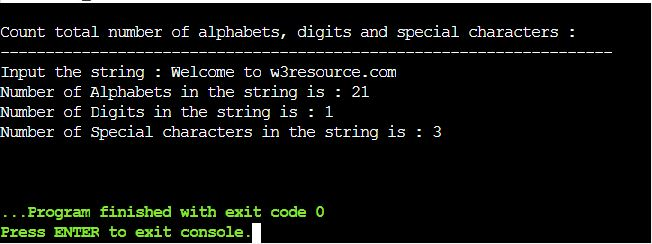 Count total number of alphabets, digits and special characters :
--------------------------------------------------------------------
Input the string : Welcome to w3resource.com
Number of Alphabets in the string is : 21
Number of Digits in the string is : 1
Number of Special characters in the string is : 3
...Program finished with exit code 0
Press ENTER to exit console.